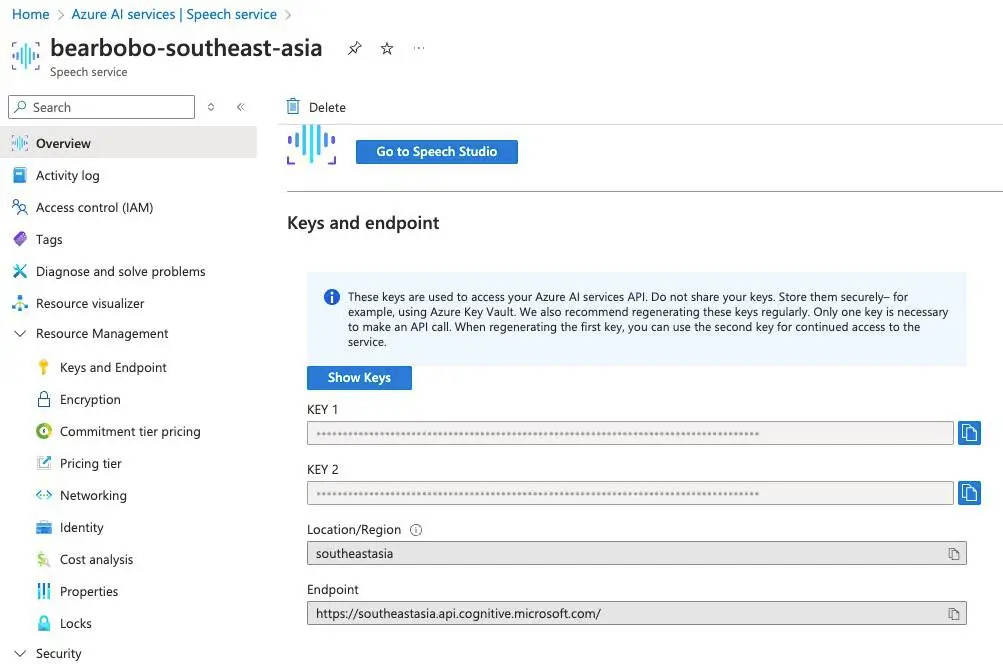 Home > Azure AI services | Speech service >
bearbobo-southeast-asia
Speech service
Search
Delete
Overview
Activity log
Access control (IAM)
Tags
Diagnose and solve problems
Resource visualizer
Resource Management
Keys and Endpoint
Encryption
Commitment tier pricing
Pricing tier
Networking
Identity
Cost analysis
Properties
Locks
Security
Go to Speech Studio
Keys and endpoint
These keys are used to access your Azure AI services API. Do not share your keys. Store them securely– for
example, using Azure Key Vault. We also recommend regenerating these keys regularly. Only one key is necessary
to make an API call. When regenerating the first key, you can use the second key for continued access to the
service.
Show Keys
KEY 1
KEY 2
Location/Region
southeastasia
Endpoint
https://southeastasia.api.cognitive.microsoft.com/